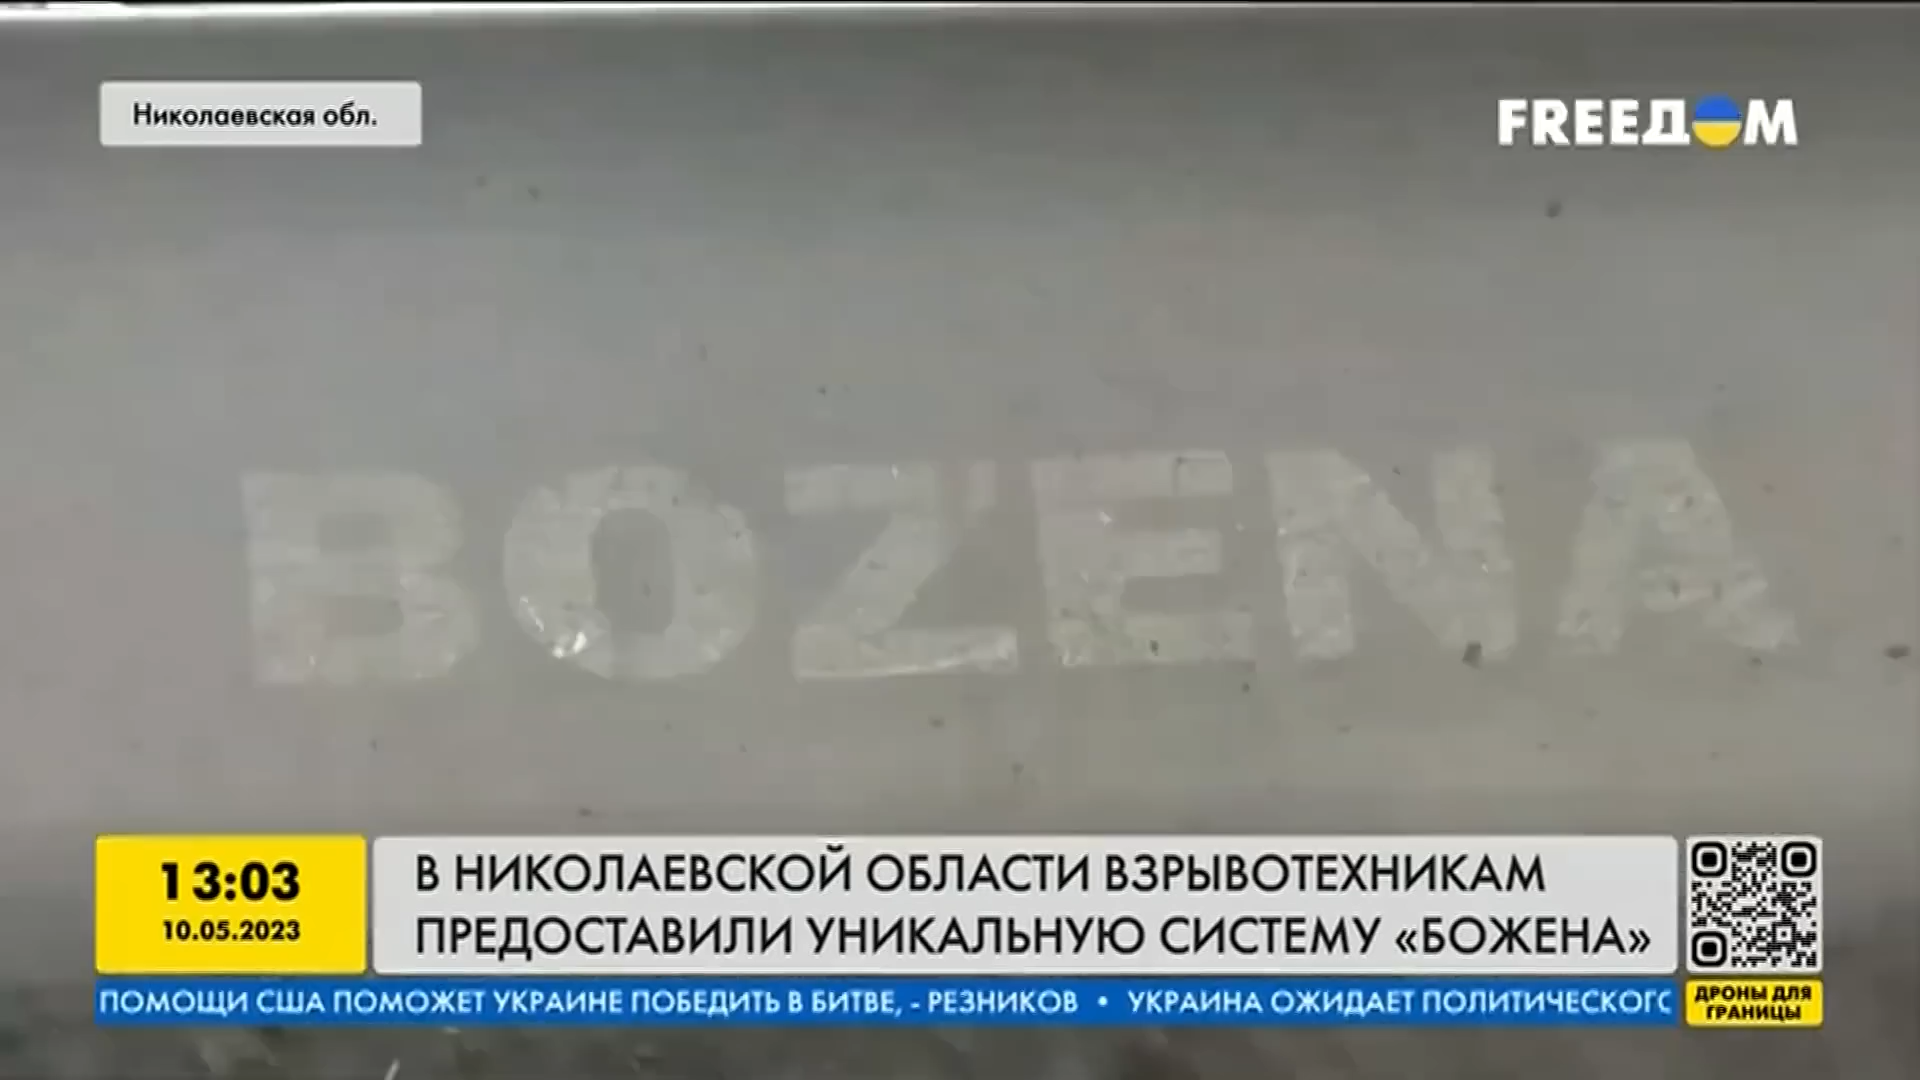 Николаевская обл.
FREEДOM
BOZENA
13:03
10.05.2023
В НИКОЛАЕВСКОЙ ОБЛАСТИ ВЗРЫВОТЕХНИКАМ
ПРЕДОСТАВИЛИ УНИКАЛЬНУЮ СИСТЕМУ «БОЖЕНА»
ПОМОЩИ США ПОМОЖЕТ УКРАИНЕ ПОБЕДИТЬ В БИТВЕ, - РЕЗНИКОВ • УКРАИНА ОЖИДАЕТ ПОЛИТИЧЕСКОГО
ДРОНЫ ДЛЯ
ГРАНИЦЫ